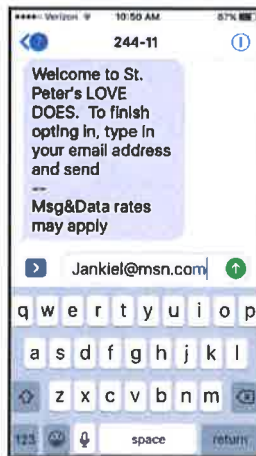 Verizon 10:50 AM 87%
244-11
Welcome to St.
Peter's LOVE
DOES. To finish
opting in, type in
your email address
and send
---
Msg&Data rates
may apply
Jankiel@msn.com
q w e r t y u i o p
a s d f g h j k l
z x c v b n m
123 space return